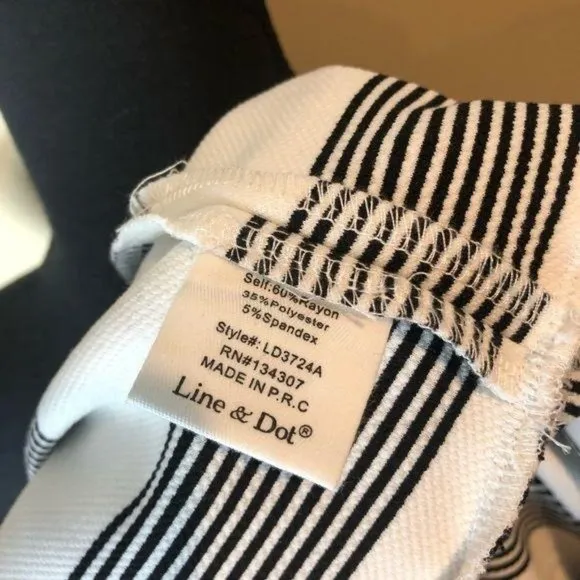 Self:60%Rayon
35%Polyester
5%Spandex
Style#: LD3724A
RN#134307
MADE IN P.R.C
Line & Dot®